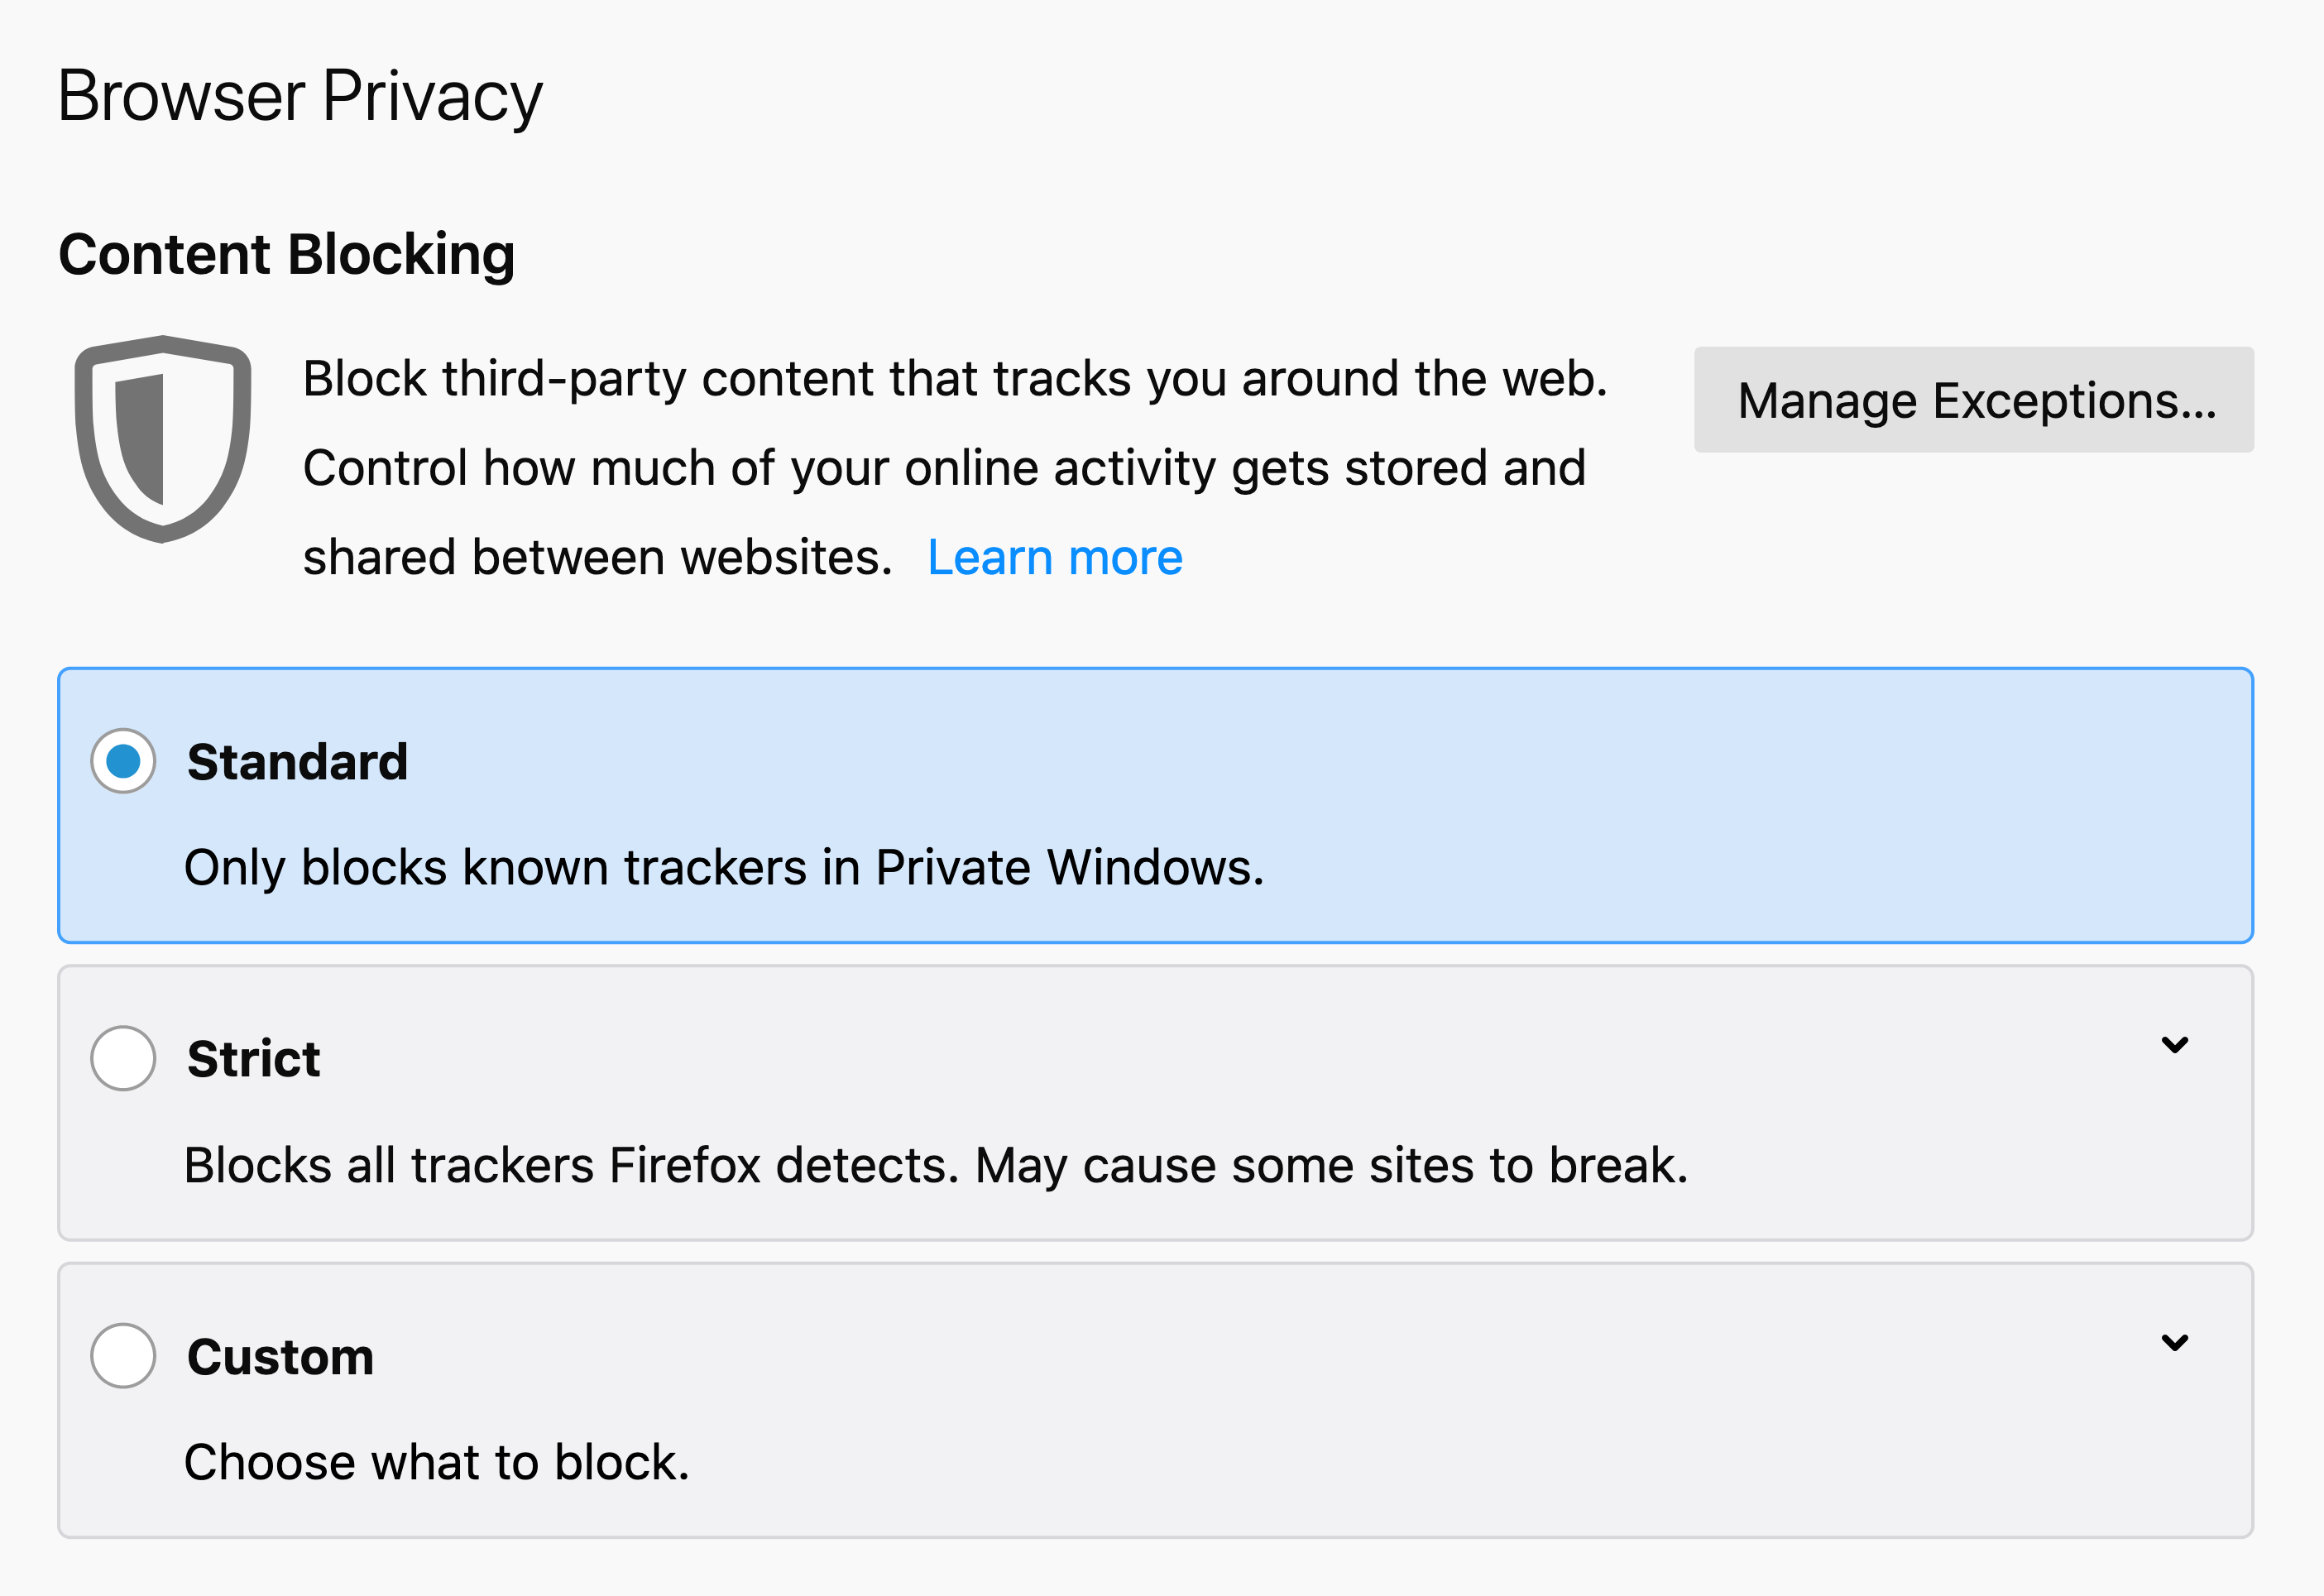 Browser Privacy
Content Blocking
Block third-party content that tracks you around the web.
Control how much of your online activity gets stored and
shared between websites. Learn more
Manage Exceptions...
Standard
Only blocks known trackers in Private Windows.
Strict
Blocks all trackers Firefox detects. May cause some sites to break.
Custom
Choose what to block.